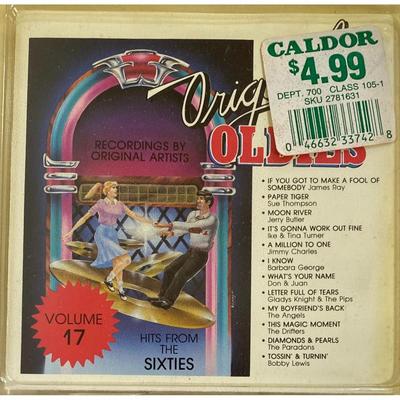 CALDOR
$4.99
DEPT. 700 CLASS 105-1
SKU 2781631
0 46632 33742 8
OLDIES
RECORDINGS BY
ORIGINAL ARTISTS
• IF YOU GOT TO MAKE A FOOL OF
SOMEBODY James Ray
• PAPER TIGER
Sue Thompson
• MOON RIVER
Jerry Butler
• IT'S GONNA WORK OUT FINE
Ike & Tina Turner
• A MILLION TO ONE
Jimmy Charles
• I KNOW
Barbara George
• WHAT'S YOUR NAME
Don & Juan
• LETTER FULL OF TEARS
Gladys Knight & The Pips
• MY BOYFRIEND'S BACK
The Angels
• THIS MAGIC MOMENT
The Drifters
• DIAMONDS & PEARLS
The Paradons
• TOSSIN' & TURNIN'
Bobby Lewis
VOLUME
17
HITS FROM
THE
SIXTIES